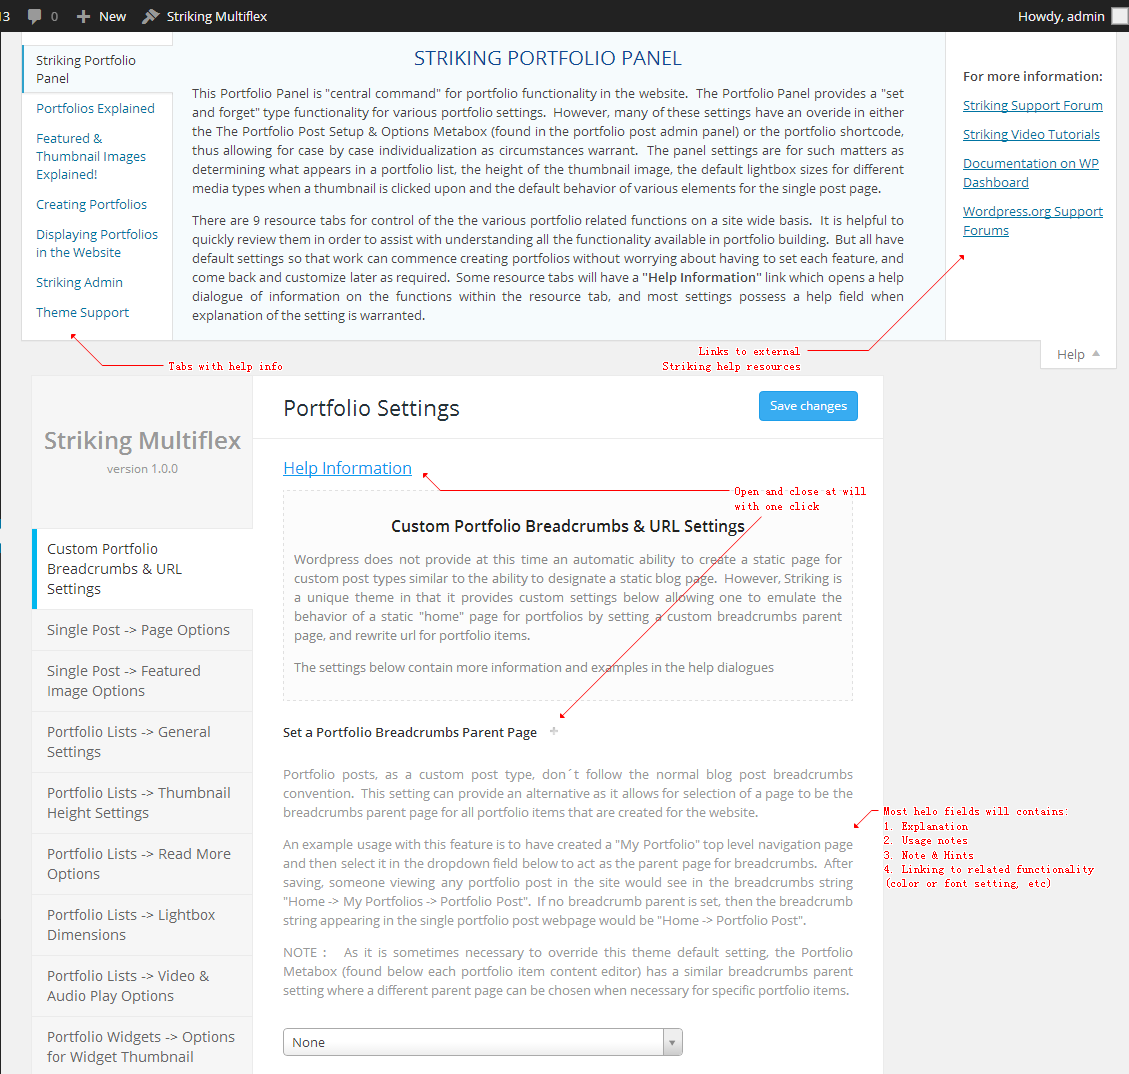 13 0 New Striking Multiflex Howdy, admin
Striking Portfolio
Panel
Portfolios Explained
Featured &
Thumbnail Images
Explained!
Creating Portfolios
Displaying Portfolios
in the Website
Striking Admin
Theme Support
STRIKING PORTFOLIO PANEL
This Portfolio Panel is "central command" for portfolio functionality in the website. The Portfolio Panel provides a "set
and forget" type functionality for various portfolio settings. However, many of these settings have an overide in either
the The Portfolio Post Setup & Options Metabox (found in the portfolio post admin panel) or the portfolio shortcode,
thus allowing for case by case individualization as circumstances warrant. The panel settings are for such matters as
determining what appears in a portfolio list, the height of the thumbnail image, the default lightbox sizes for different
media types when a thumbnail is clicked upon and the default behavior of various elements for the single post page.
There are 9 resource tabs for control of the the various portfolio related functions on a site wide basis. It is helpful to
quickly review them in order to assist with understanding all the functionality available in portfolio building. But all have
default settings so that work can commence creating portfolios without worrying about having to set each feature, and
come back and customize later as required. Some resource tabs will have a "Help Information" link which opens a help
dialogue of information on the functions within the resource tab, and most settings possess a help field when
explanation of the setting is warranted.
For more information:
Striking Support Forum
Striking Video Tutorials
Documentation on WP
Dashboard
Wordpress.org Support
Forums
Tabs with help info
Links to external
Striking help resources
Help
Striking Multiflex
version 1.0.0
Custom Portfolio
Breadcrumbs & URL
Settings
Single Post -> Page Options
Single Post -> Featured
Image Options
Portfolio Lists -> General
Settings
Portfolio Lists -> Thumbnail
Height Settings
Portfolio Lists -> Read More
Options
Portfolio Lists -> Lightbox
Dimensions
Portfolio Lists -> Video &
Audio Play Options
Portfolio Widgets -> Options
for Widget Thumbnail
Portfolio Settings
Save changes
Help Information
Open and close at will
with one click
Custom Portfolio Breadcrumbs & URL Settings
Wordpress does not provide at this time an automatic ability to create a static page for
custom post types similar to the ability to designate a static blog page. However, Striking is
a unique theme in that it provides custom settings below allowing one to emulate the
behavior of a static "home" page for portfolios by setting a custom breadcrumbs parent
page, and rewrite url for portfolio items.
The settings below contain more information and examples in the help dialogues
Set a Portfolio Breadcrumbs Parent Page
Portfolio posts, as a custom post type, don´t follow the normal blog post breadcrumbs
convention. This setting can provide an alternative as it allows for selection of a page to be the
breadcrumbs parent page for all portfolio items that are created for the website.
An example usage with this feature is to have created a "My Portfolio" top level navigation page
and then select it in the dropdown field below to act as the parent page for breadcrumbs. After
saving, someone viewing any portfolio post in the site would see in the breadcrumbs string
"Home -> My Portfolios -> Portfolio Post". If no breadcrumb parent is set, then the breadcrumb
string appearing in the single portfolio post webpage would be "Home -> Portfolio Post".
NOTE : As it is sometimes necessary to override this theme default setting, the Portfolio
Metabox (found below each portfolio item content editor) has a similar breadcrumbs parent
setting where a different parent page can be chosen when necessary for specific portfolio items.
None
Most helo fields will contains:
1. Explanation
2. Usage notes
3. Note & Hints
4. Linking to related functionality
(color or font setting, etc)